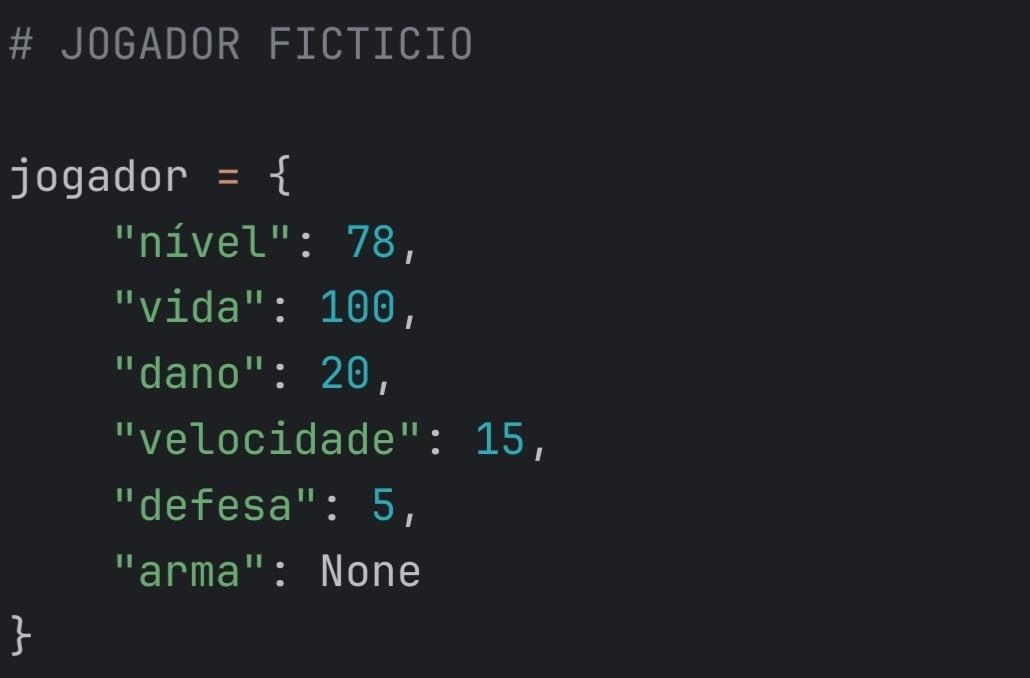 # JOGADOR FICTICIO
jogador = {
    "nível": 78,
    "vida": 100,
    "dano": 20,
    "velocidade": 15,
    "defesa": 5,
    "arma": None
}